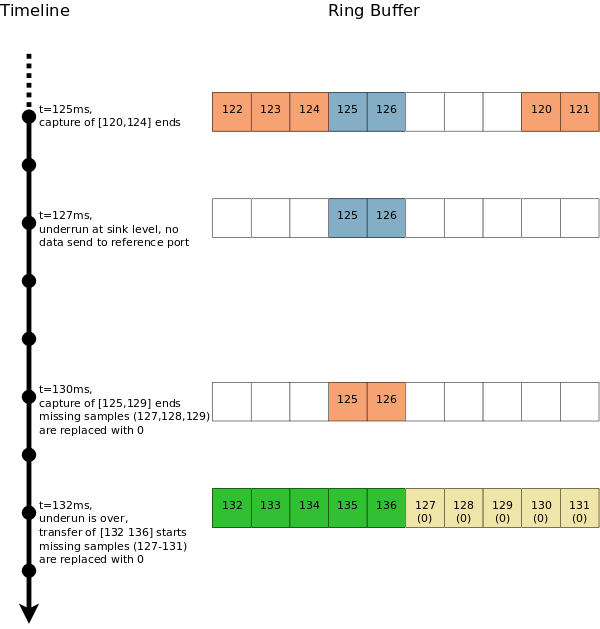 Timeline
Ring Buffer
t=125ms,
capture of [120,124] ends
122 123 124 125 126 120 121
t=127ms,
underrun at sink level, no
data send to reference port
125 126
t=130ms,
capture of [125,129] ends
missing samples (127,128,129)
are replaced with 0
125 126
t=132ms,
underun is over,
transfer of [132 136] starts
missing samples (127-131)
are replaced with 0
132 133 134 135 136 127 128 129 130 131
(0) (0) (0) (0) (0)